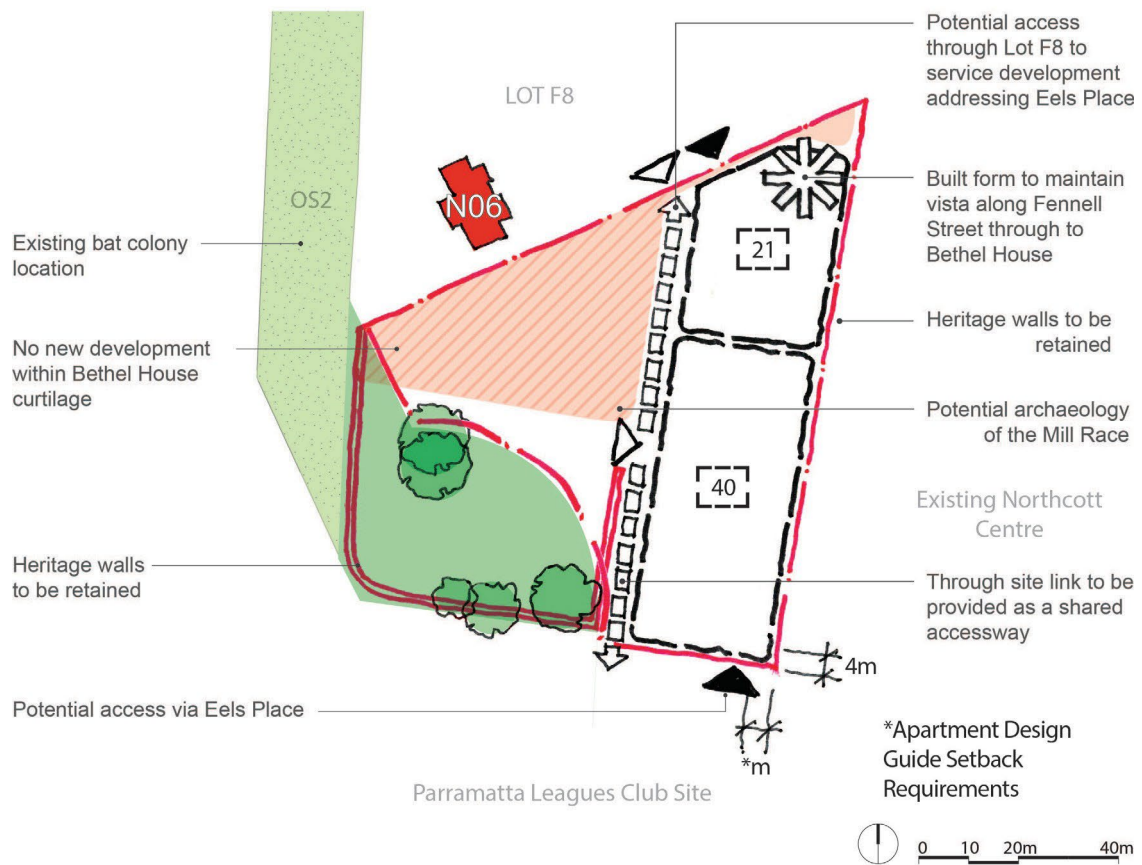 Potential access
through Lot F8 to
service development
addressing Eels Place
LOT F8
Built form to maintain
vista along Fennell
Street through to
Bethel House
OS2
N06
Existing bat colony
location
21
Heritage walls to be
retained
No new development
within Bethel House
curtilage
Potential archaeology
of the Mill Race
40
Existing Northcott
Centre
Heritage walls
to be retained
Through site link to be
provided as a shared
accessway
4m
Potential access via Eels Place
*m
*Apartment Design
Guide Setback
Requirements
Parramatta Leagues Club Site
0 10 20m 40m